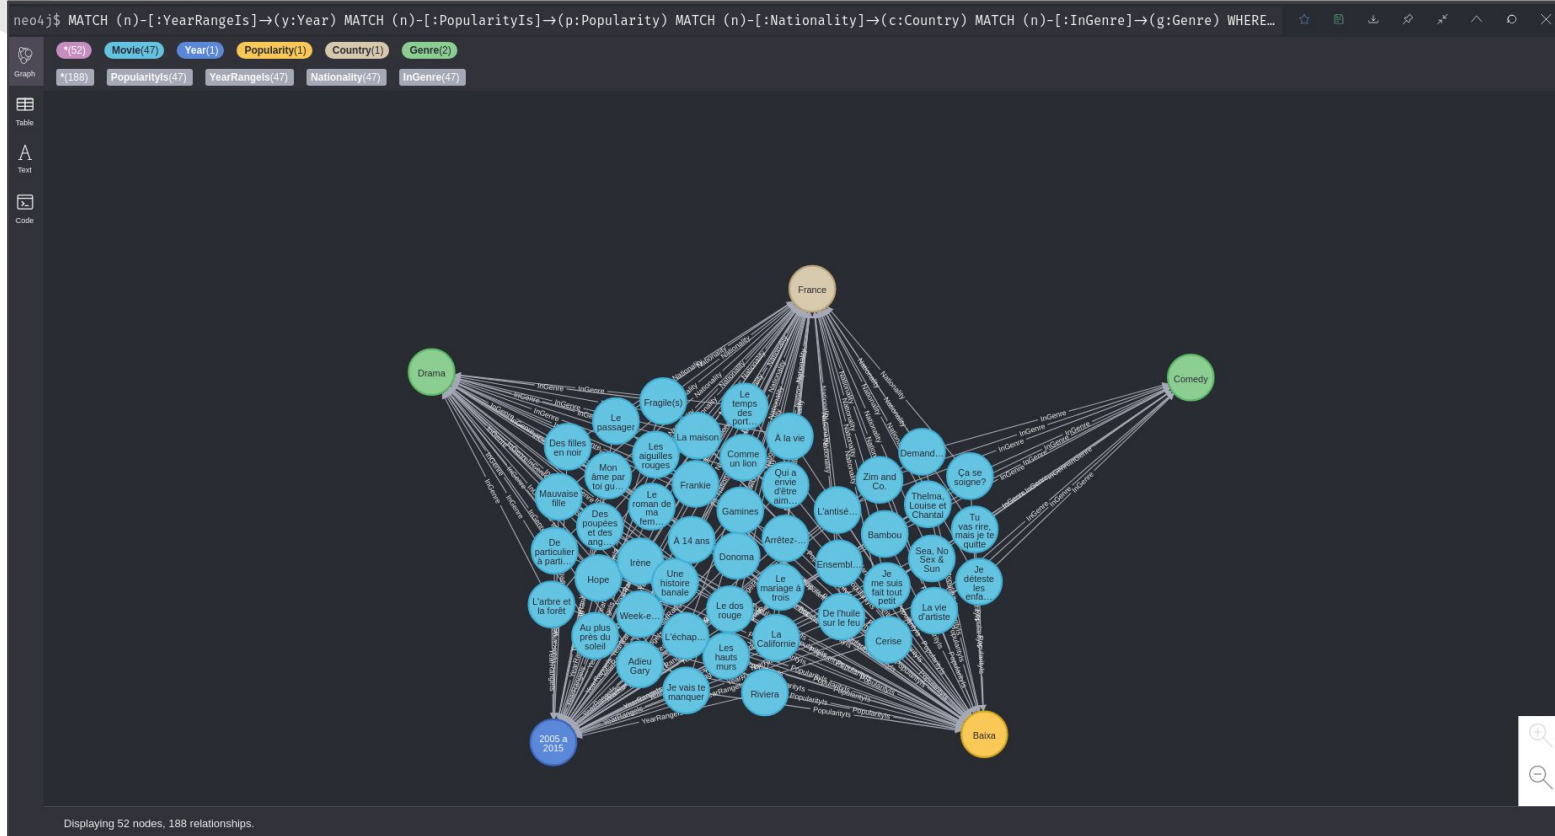 neo4j$ MATCH (n)-[:YearRangeIs]→(y:Year) MATCH (n)-[:PopularityIs]→(p:Popularity) MATCH (n)-[:Nationality]→(c:Country) MATCH (n)-[:InGenre]→(g:Genre) WHERE…
*(52) Movie(47) Year(1) Popularity(1) Country(1) Genre(2)
*(188) PopularityIs(47) YearRangeIs(47) Nationality(47) InGenre(47)
Graph
Table
Text
Code
France
Drama
Comedy
Fragile(s)
Le
temps
des
port…
Le
passager
La maison
À la vie
Des filles
en noir
Les
aiguilles
rouges
Comme
un lion
Demand…
Mon
âme par
toi gu…
Frankie
Qui a
envie
d'être
aim…
Zim and
Co.
Ça se
soigne?
Mauvaise
fille
Le
roman de
ma
fem…
Gamines
L'antisé…
Thelma,
Louise et
Chantal
Des
poupées
et des
ang…
À 14 ans
Arrêtez-…
Bambou
Tu
vas rire,
mais je te
quitte
De
particulier
à parti…
Irène
Donoma
Ensembl…
Sea, No
Sex &
Sun
Hope
Une
histoire
banale
Le
mariage à
trois
Je
me suis
fait tout
petit
Je
déteste
les
enfa…
L'arbre et
la forêt
Week-e…
Le dos
rouge
De l'huile
sur le feu
La vie
d'artiste
Au plus
près du
soleil
L'échap…
La
Californie
Cerise
Adieu
Gary
Les
hauts
murs
Je vais te
manquer
Riviera
2005 a
2015
Baixa
InGenre
Nationality
YearRangeIs
PopularityIs
Displaying 52 nodes, 188 relationships.